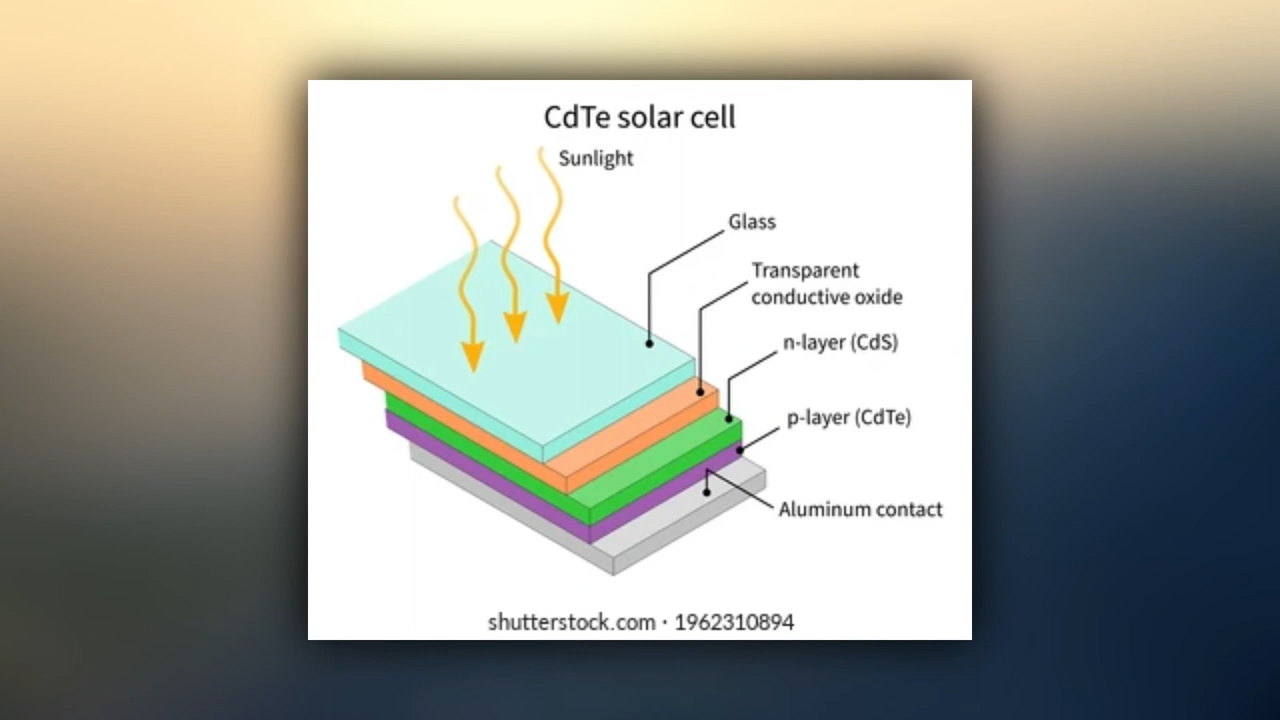 CdTe solar cell
Sunlight
Glass
Transparent
conductive oxide
n-layer (CdS)
p-layer (CdTe)
Aluminum contact
shutterstock.com · 1962310894